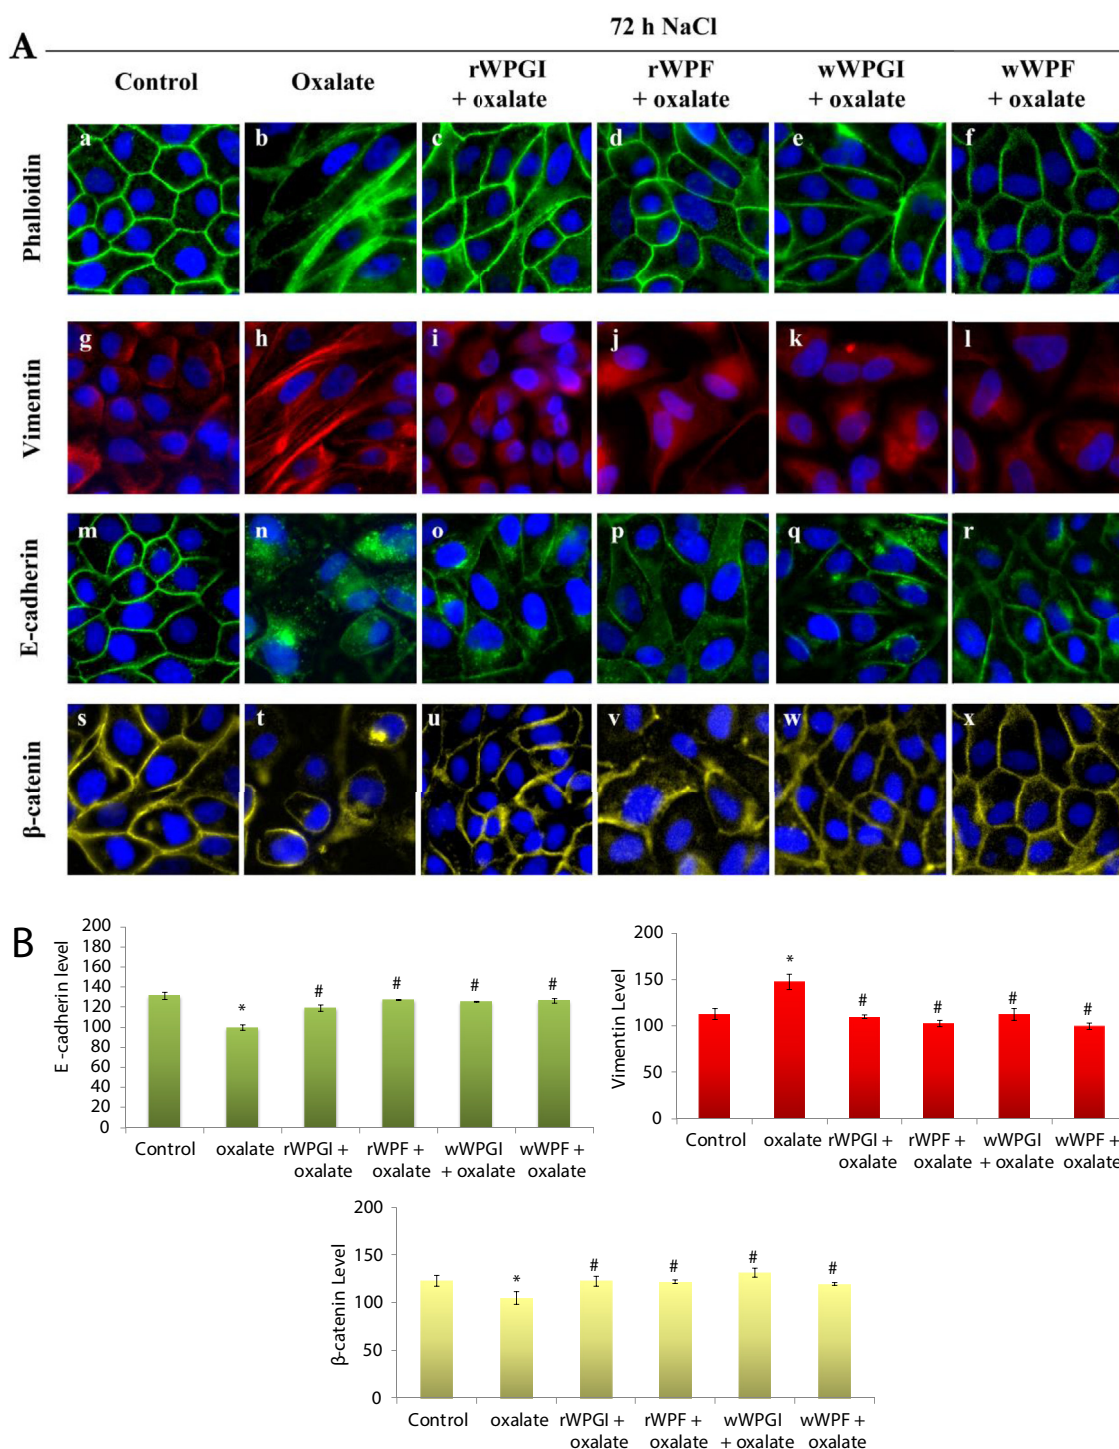 A
72 h NaCl
Control
Oxalate
rWPGI
+ oxalate
rWPF
+ oxalate
wWPGI
+ oxalate
wWPF
+ oxalate
Phalloidin
a
b
c
d
e
f
Vimentin
g
h
i
j
k
l
E-cadherin
m
n
o
p
q
r
β-catenin
s
t
u
v
w
x
B
E -cadherin level
200
180
160
140
120
100
80
60
40
20
0
*
#
#
#
#
Control
oxalate
rWPGI +
oxalate
rWPF +
oxalate
wWPGI
+ oxalate
wWPF +
oxalate
Vimentin Level
200
150
100
50
0
*
#
#
#
#
Control
oxalate
rWPGI +
oxalate
rWPF +
oxalate
wWPGI
+ oxalate
wWPF +
oxalate
β-catenin Level
200
150
100
50
0
*
#
#
#
#
Control
oxalate
rWPGI +
oxalate
rWPF +
oxalate
wWPGI
+ oxalate
wWPF +
oxalate